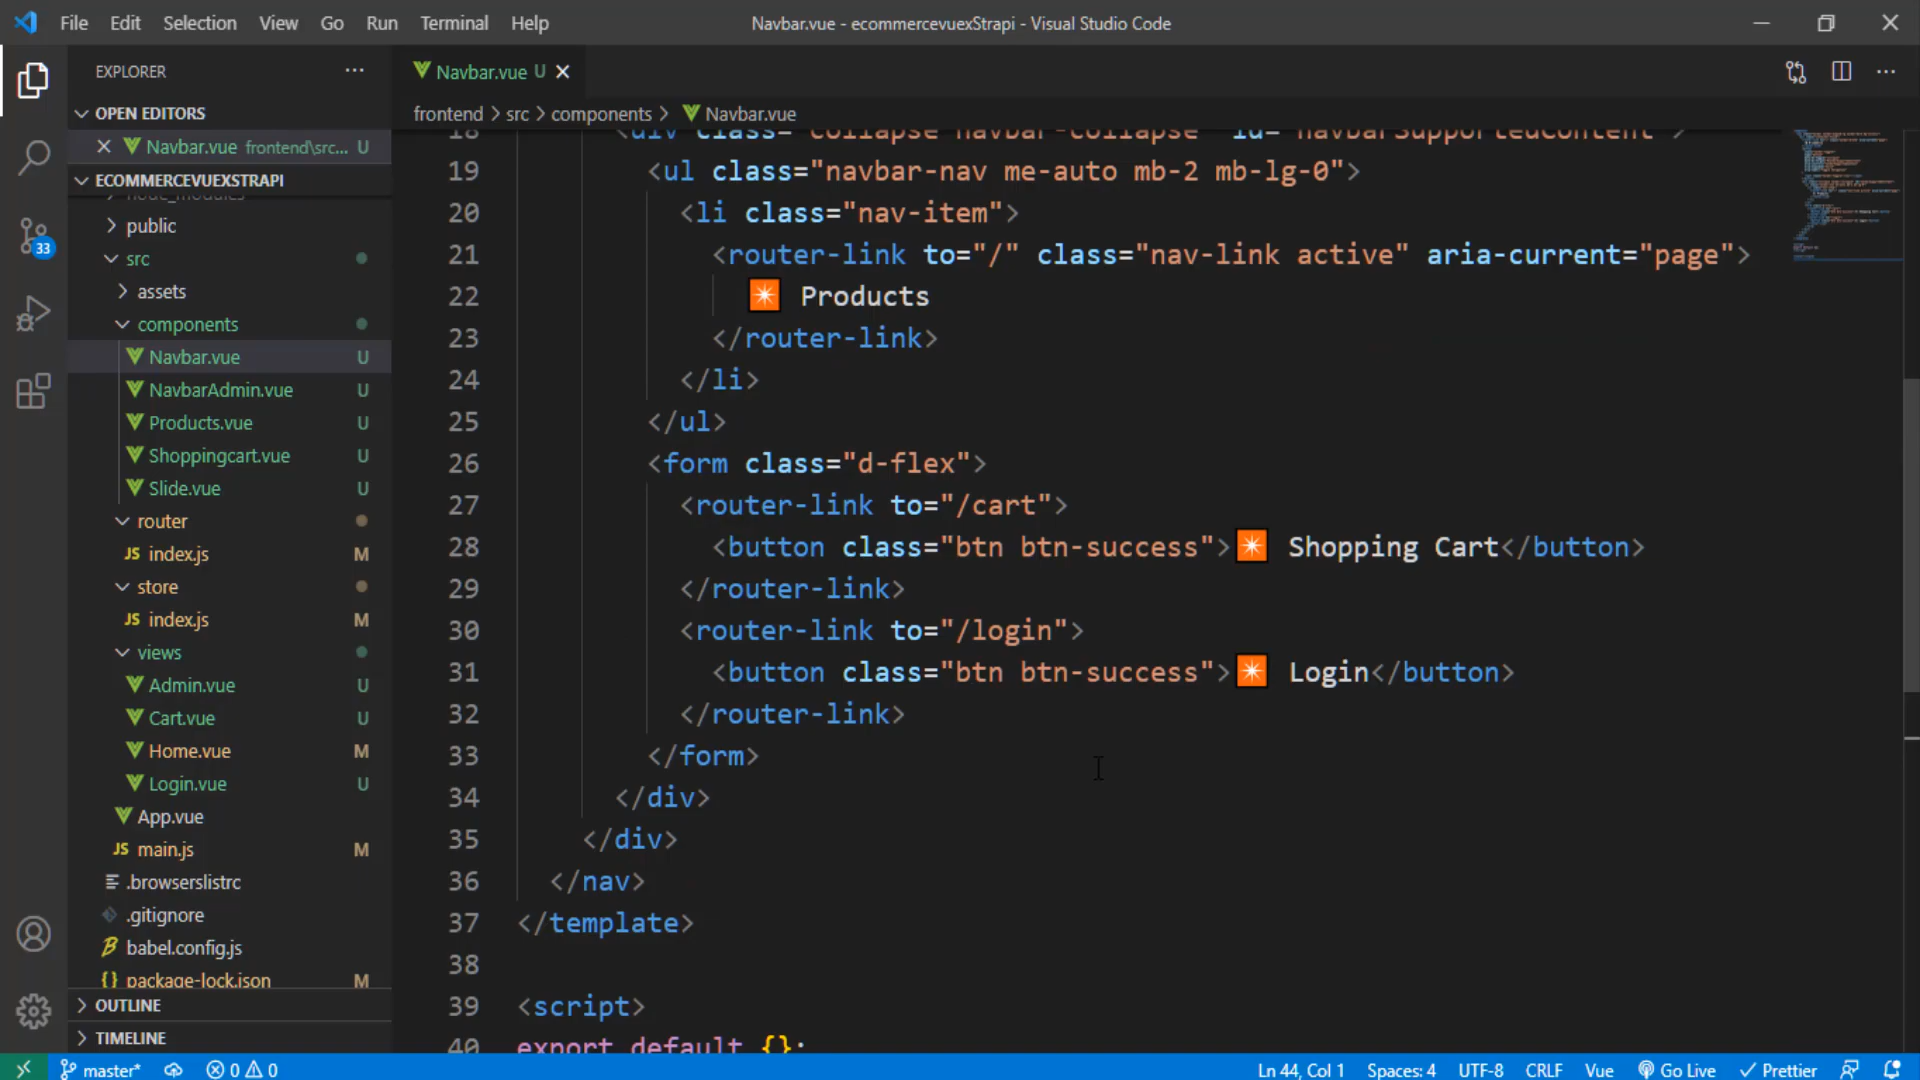 File Edit Selection View Go Run Terminal Help
Navbar.vue - ecommercevuexStrapi - Visual Studio Code
EXPLORER
OPEN EDITORS
Navbar.vue frontend\src... U
ECOMMERCEVUEXSTRAPI
node_modules
public
src
assets
components
Navbar.vue U
NavbarAdmin.vue U
Products.vue U
Shoppingcart.vue U
Slide.vue U
router
JS index.js M
store
JS index.js M
views
Admin.vue U
Cart.vue U
Home.vue M
Login.vue U
App.vue
JS main.js M
.browserslistrc
.gitignore
babel.config.js
{} package-lock.json M
OUTLINE
TIMELINE
33
Navbar.vue U
frontend > src > components > Navbar.vue
18 <div class="collapse navbar-collapse" id="navbarSupportedContent">
19 <ul class="navbar-nav me-auto mb-2 mb-lg-0">
20 <li class="nav-item">
21 <router-link to="/" class="nav-link active" aria-current="page">
22 ✴️ Products
23 </router-link>
24 </li>
25 </ul>
26 <form class="d-flex">
27 <router-link to="/cart">
28 <button class="btn btn-success">✴️ Shopping Cart</button>
29 </router-link>
30 <router-link to="/login">
31 <button class="btn btn-success">✴️ Login</button>
32 </router-link>
33 </form>
34 </div>
35 </div>
36 </nav>
37 </template>
38
39 <script>
40 export default {};
master* 0 0 Ln 44, Col 1 Spaces: 4 UTF-8 CRLF Vue Go Live Prettier